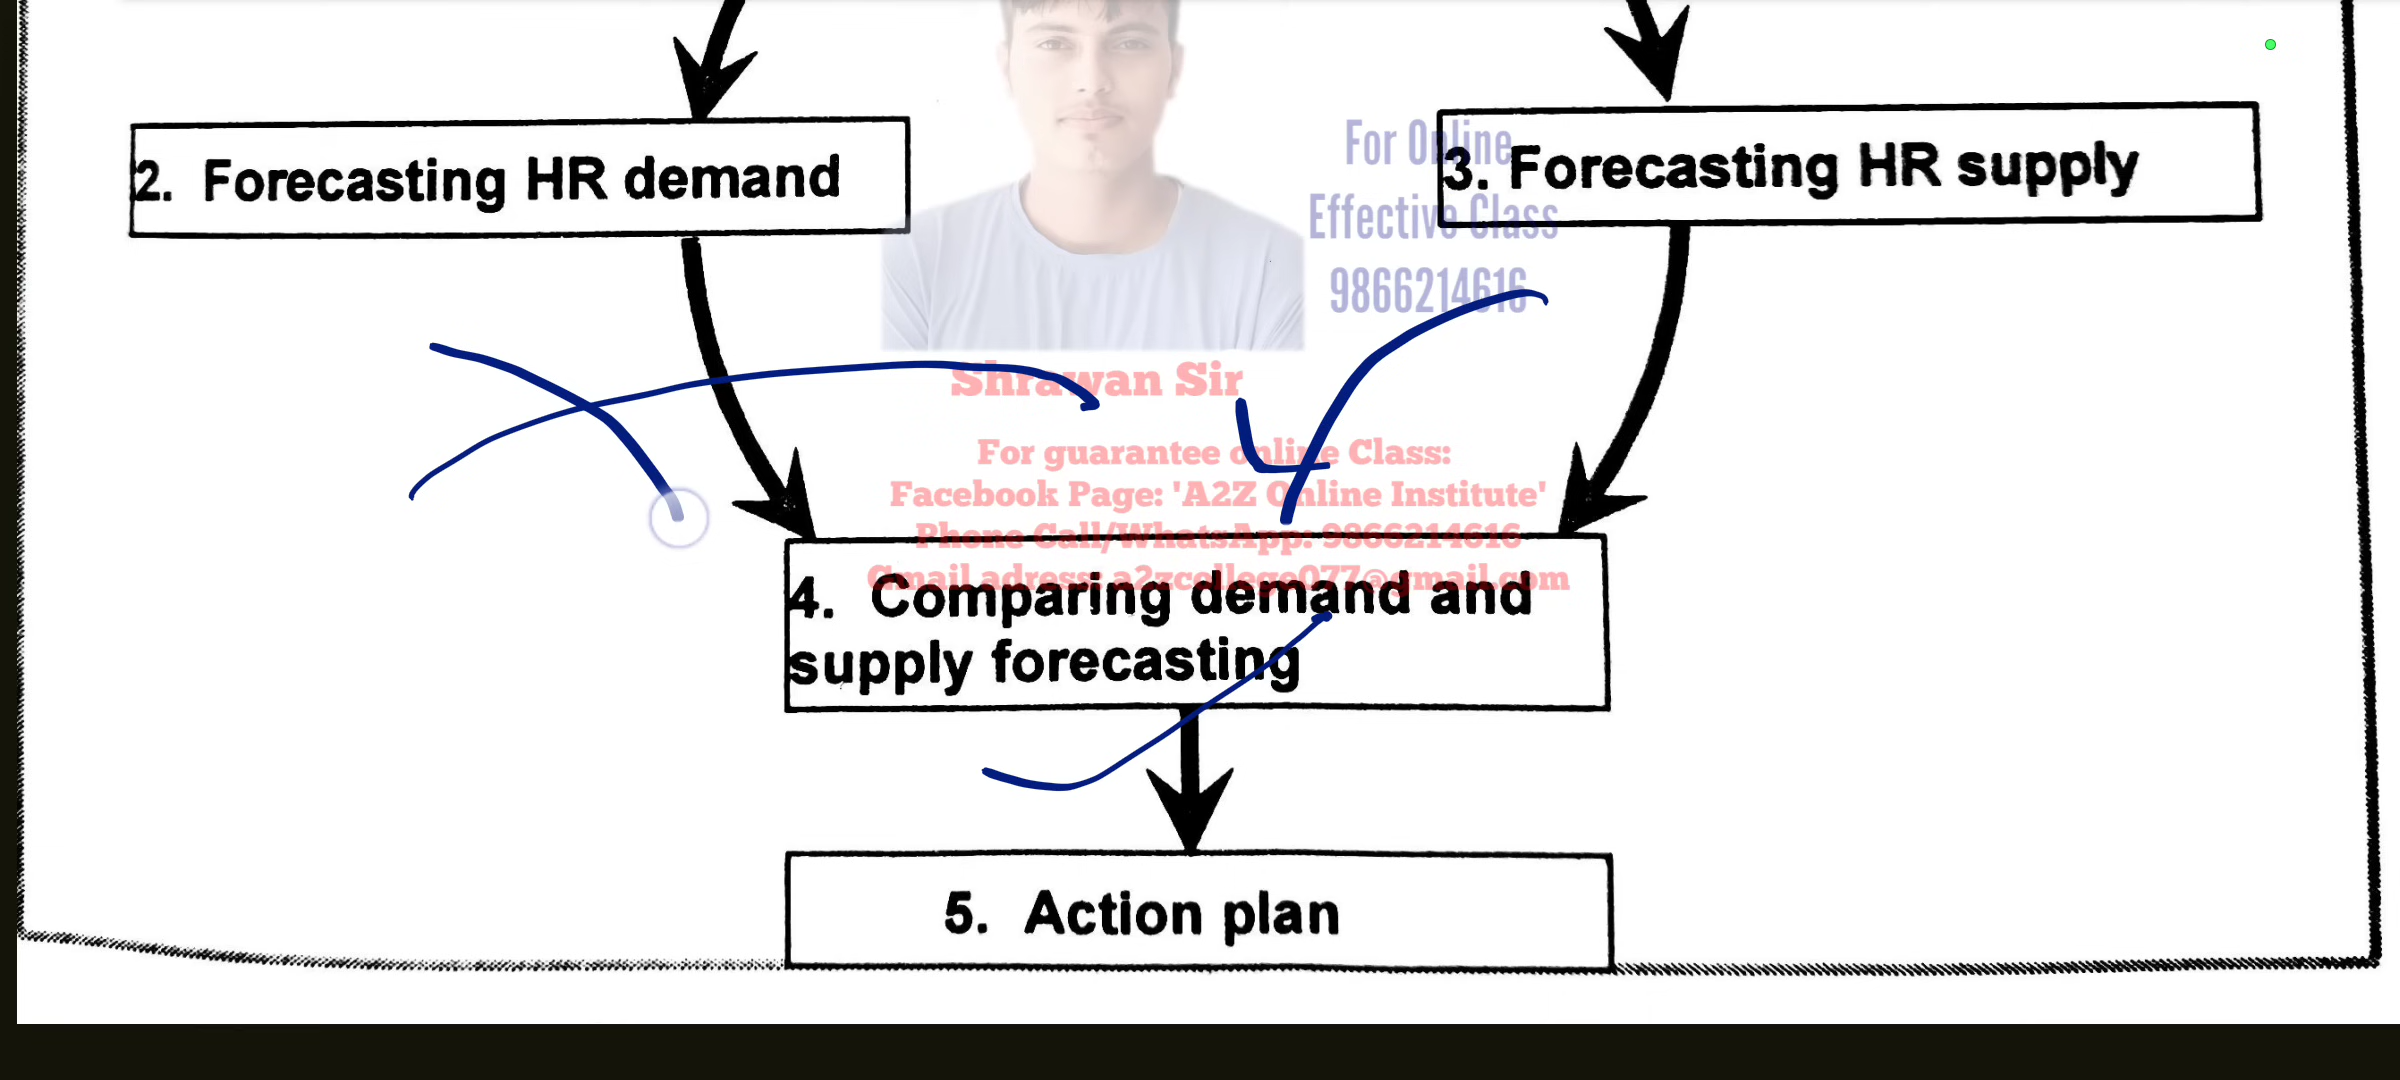 2. Forecasting HR demand
3. Forecasting HR supply
For Online
Effective Class
9866214616
Shrawan Sir
For guarantee online Class:
Facebook Page: 'A2Z Online Institute'
Phone Call/WhatsApp: 9866214616
Gmail adress: a2zcollege077@gmail.com
4. Comparing demand and
supply forecasting
5. Action plan